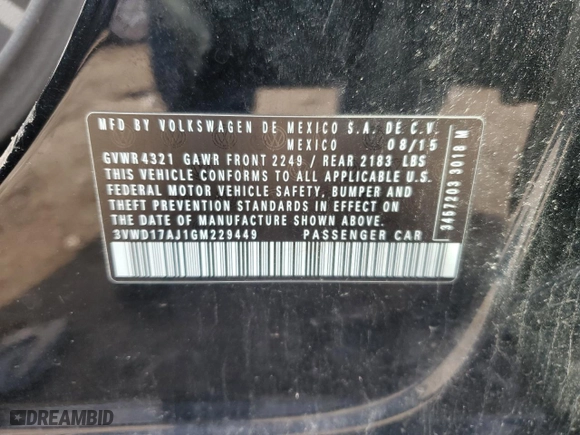 MFD BY VOLKSWAGEN DE MEXICO S.A. DE C.V.
MEXICO 08/15
GVWR 4321 GAWR FRONT 2249 / REAR 2183 LBS
THIS VEHICLE CONFORMS TO ALL APPLICABLE U.S.
FEDERAL MOTOR VEHICLE SAFETY, BUMPER AND
THEFT PREVENTION STANDARDS IN EFFECT ON THE
DATE OF MANUFACTURE SHOWN ABOVE.
3VWD17AJ1GM229449 PASSENGER CAR
3457203 3018 M
DREAMBID